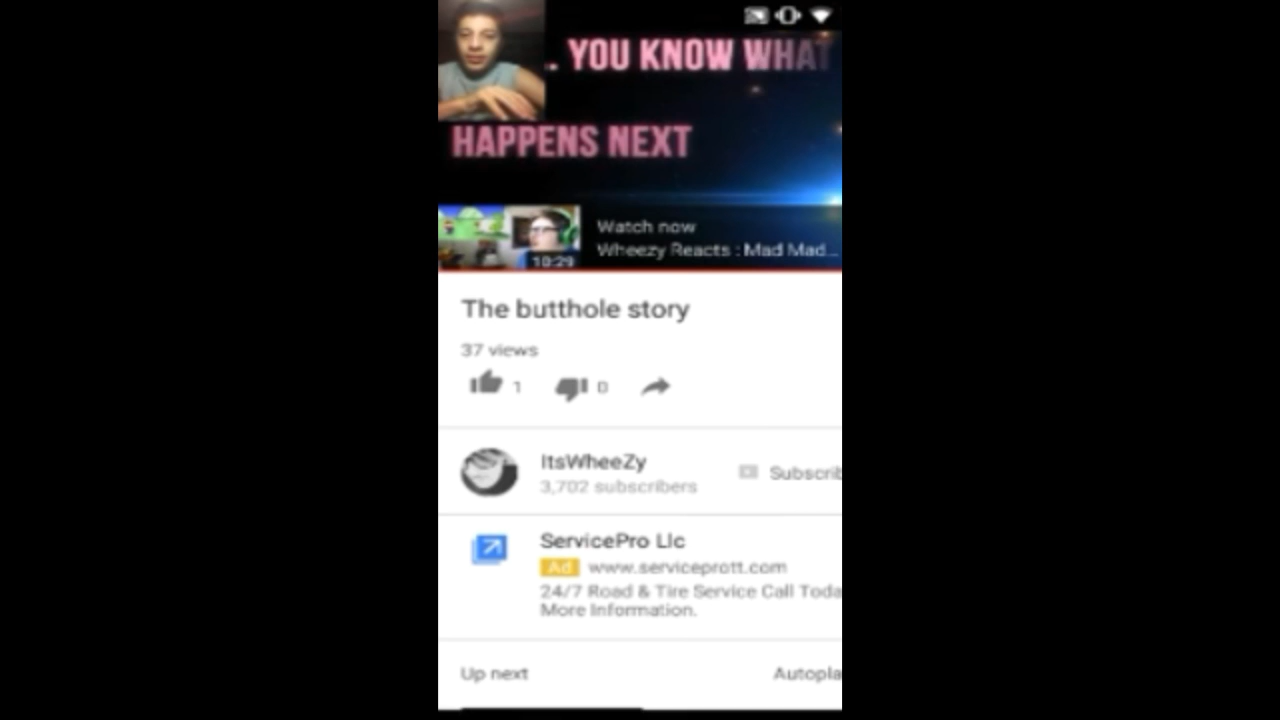 .. YOU KNOW WHAT
HAPPENS NEXT
Watch now
Wheezy Reacts : Mad Mad...
10:29
The butthole story
37 views
1 0
ItsWheeZy
3,702 subscribers
Subscrib
ServicePro Llc
Ad www.serviceprott.com
24/7 Road & Tire Service Call Toda
More Information.
Up next
Autopla